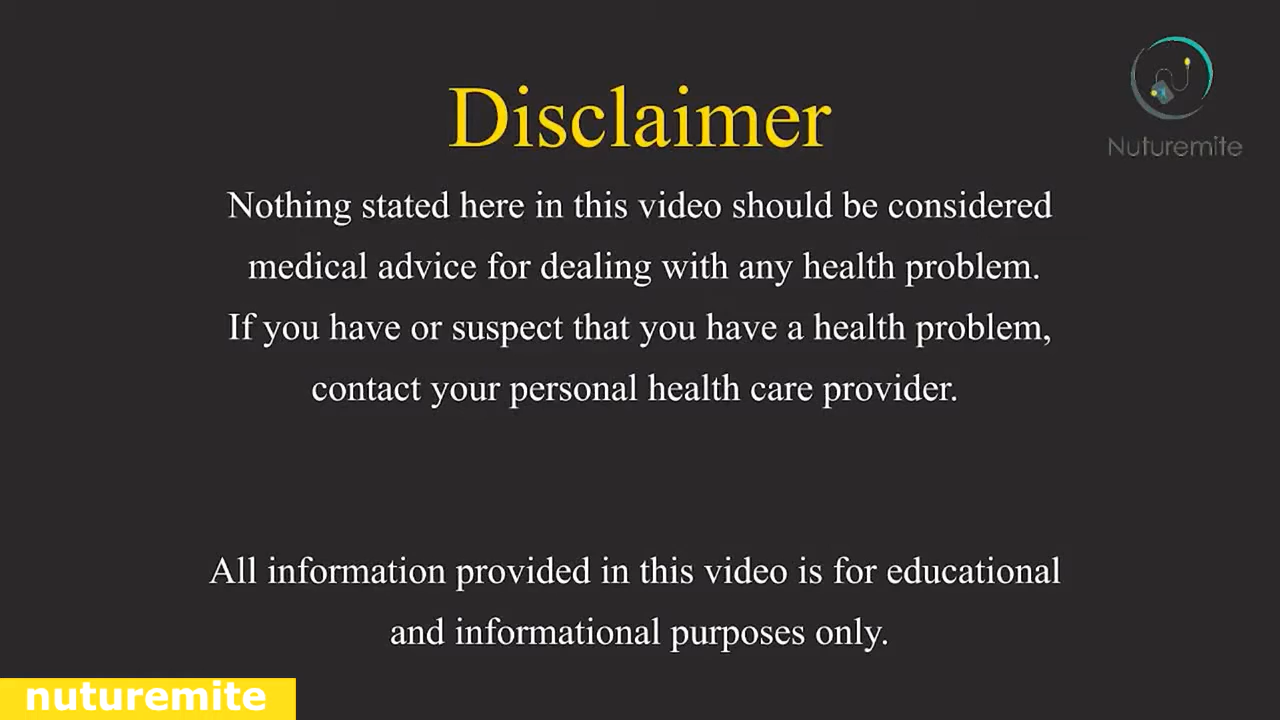 Disclaimer
Nuturemite
Nothing stated here in this video should be considered
medical advice for dealing with any health problem.
If you have or suspect that you have a health problem,
contact your personal health care provider.
All information provided in this video is for educational
and informational purposes only.
nuturemite